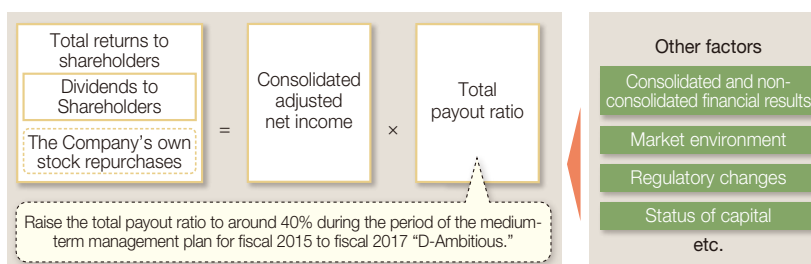 Total returns to
shareholders
Dividends to
Shareholders
The Company's own
stock repurchases
=
Consolidated
adjusted
net income
×
Total
payout ratio
Raise the total payout ratio to around 40% during the period of the medium-
term management plan for fiscal 2015 to fiscal 2017 “D-Ambitious.”
Other factors
Consolidated and non-
consolidated financial results
Market environment
Regulatory changes
Status of capital
etc.